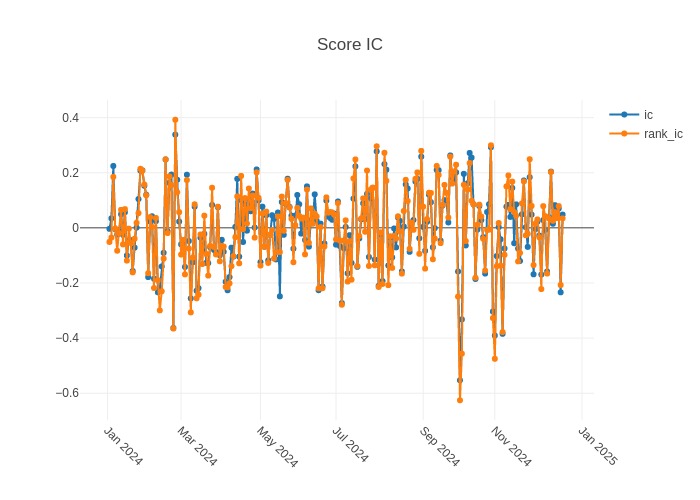 Score IC
ic
rank_ic
0.4
0.2
0
−0.2
−0.4
−0.6
Jan 2024
Mar 2024
May 2024
Jul 2024
Sep 2024
Nov 2024
Jan 2025